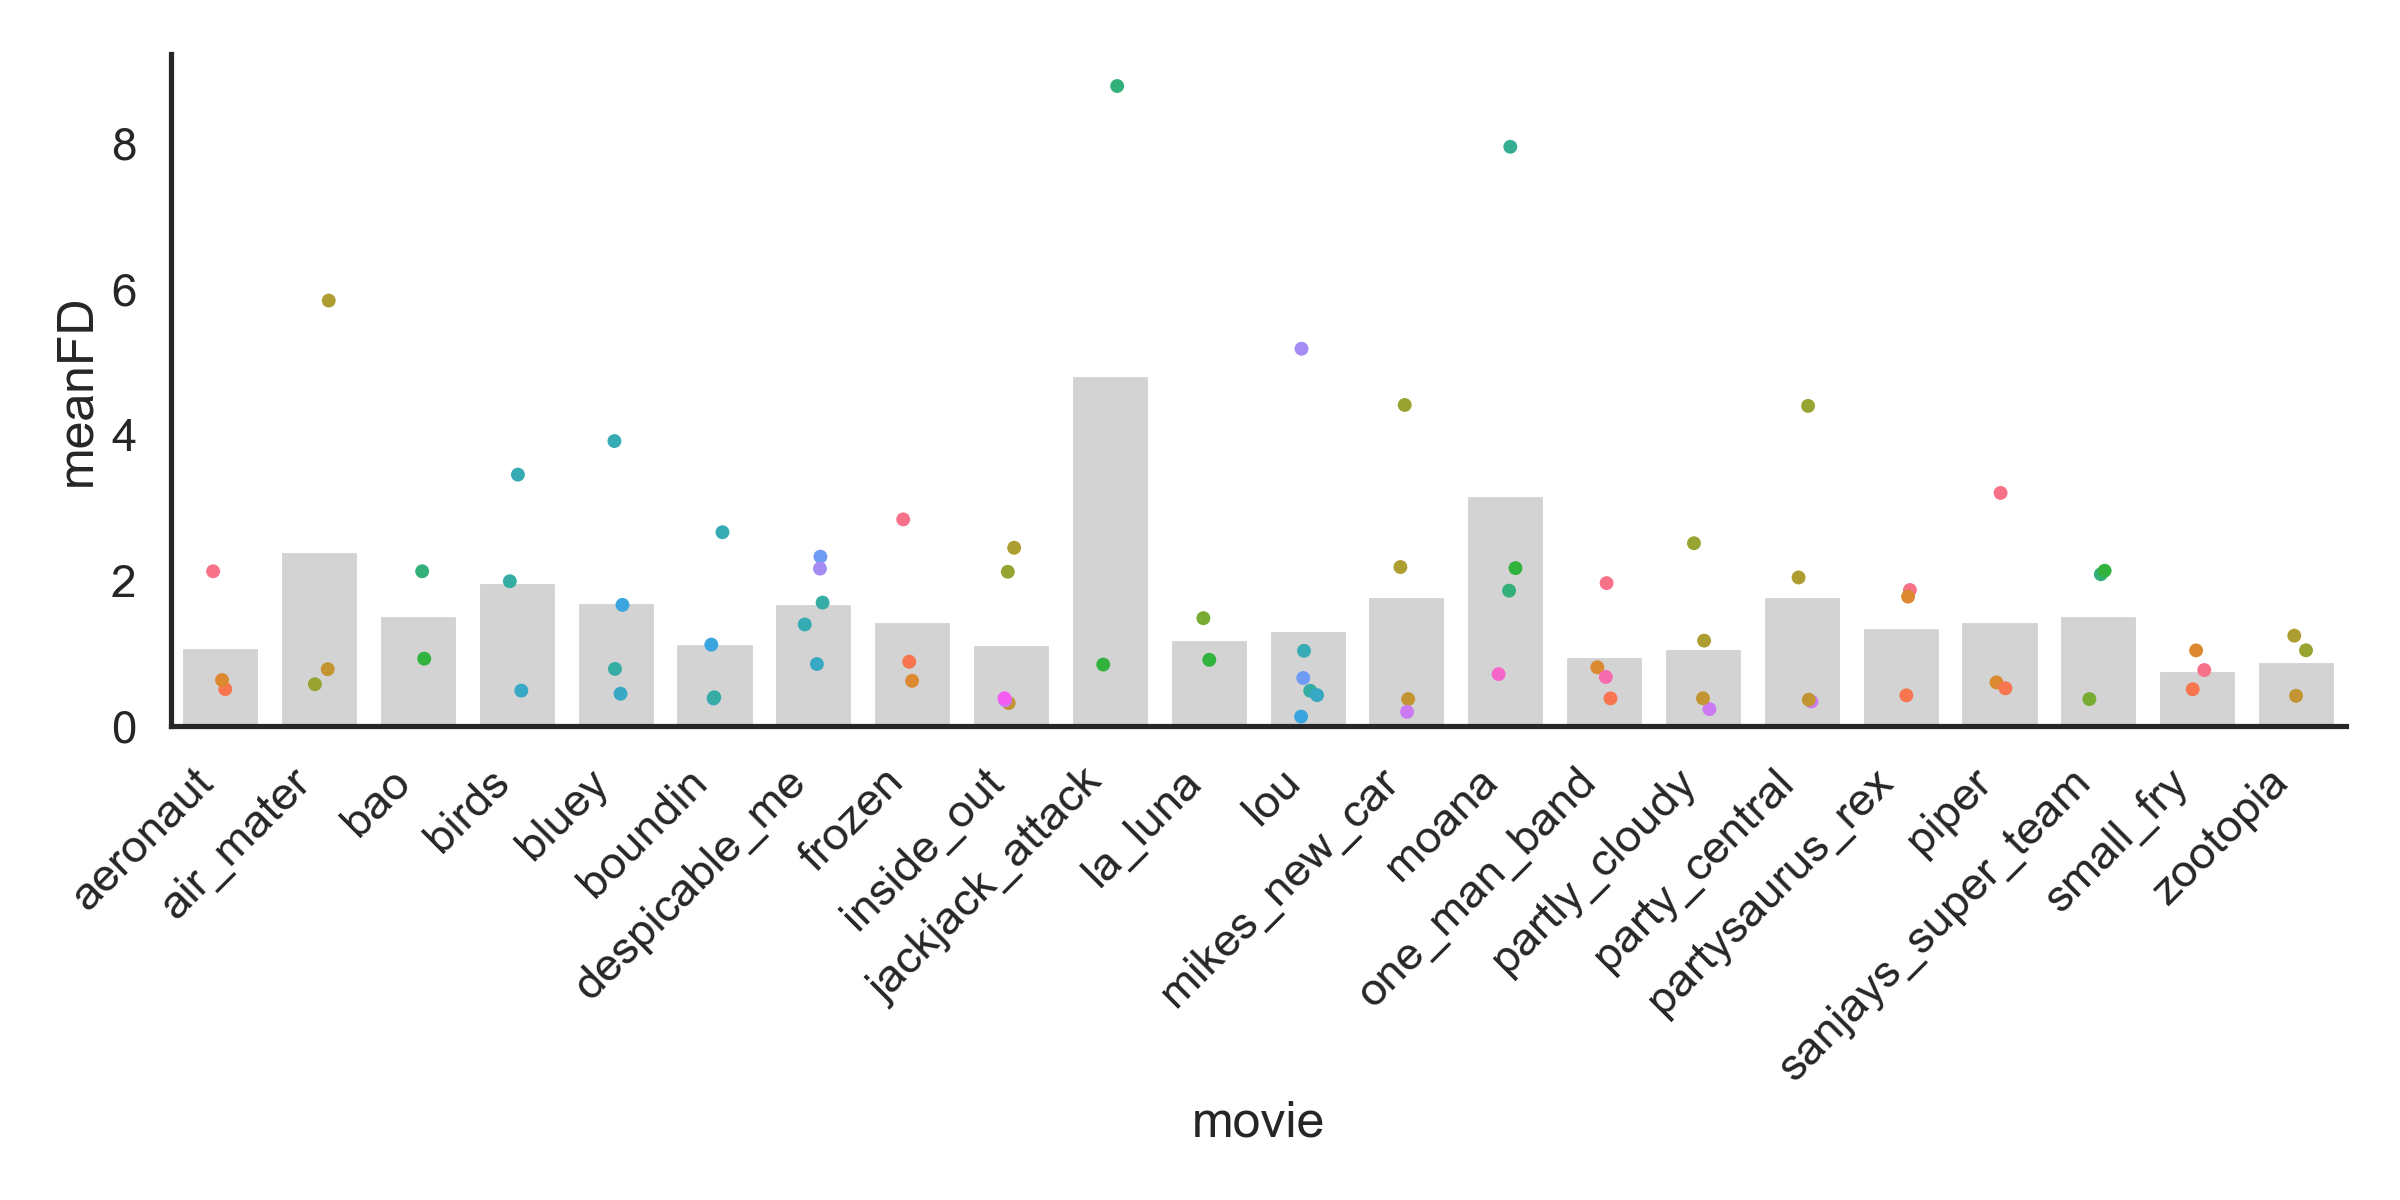 meanFD
8
6
4
2
0
aeronaut
air_mater
bao
birds
bluey
boundin
despicable_me
frozen
inside_out
jackjack_attack
la_luna
lou
mikes_new_car
moana
one_man_band
partly_cloudy
party_central
partysaurus_rex
piper
sanjays_super_team
small_fry
zootopia
movie